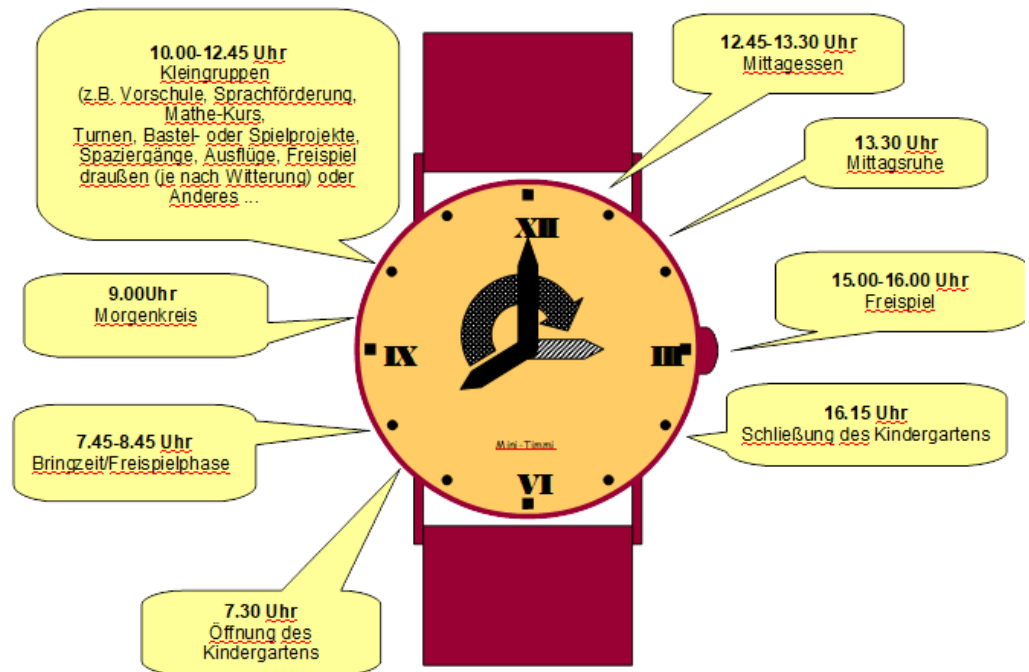 10.00-12.45 Uhr
Kleingruppen
(z.B. Vorschule, Sprachförderung,
Mathe-Kurs,
Turnen, Bastel- oder Spielprojekte,
Spaziergänge, Ausflüge, Freispiel
draußen (je nach Witterung) oder
Anderes ...
12.45-13.30 Uhr
Mittagessen
13.30 Uhr
Mittagsruhe
15.00-16.00 Uhr
Freispiel
16.15 Uhr
Schließung des Kindergartens
9.00Uhr
Morgenkreis
7.45-8.45 Uhr
Bringzeit/Freispielphase
7.30 Uhr
Öffnung des
Kindergartens
XII
IX
III
Mini-Timmi
VI